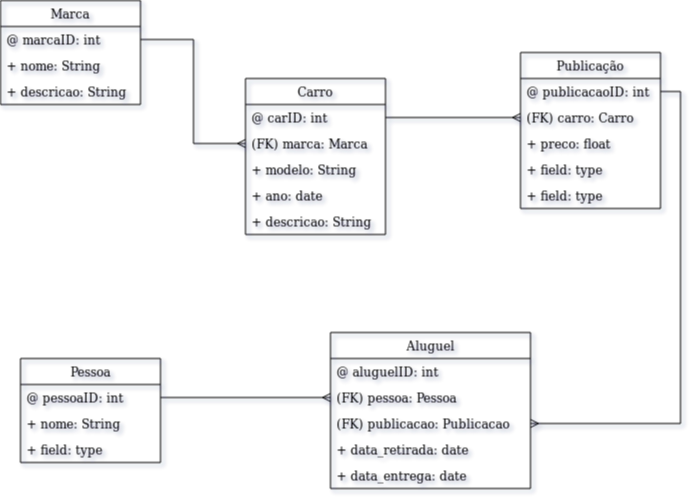 Marca
@ marcaID: int
+ nome: String
+ descricao: String
Carro
@ carID: int
(FK) marca: Marca
+ modelo: String
+ ano: date
+ descricao: String
Publicação
@ publicacaoID: int
(FK) carro: Carro
+ preco: float
+ field: type
+ field: type
Pessoa
@ pessoaID: int
+ nome: String
+ field: type
Aluguel
@ aluguelID: int
(FK) pessoa: Pessoa
(FK) publicacao: Publicacao
+ data_retirada: date
+ data_entrega: date